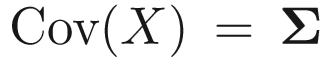 Cov(X) = Σ